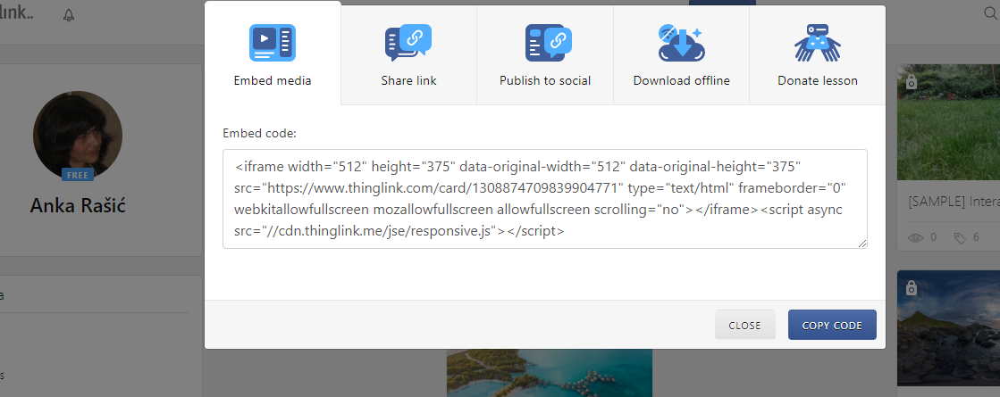 Embed media
Share link
Publish to social
Download offline
Donate lesson
FREE
Anka Rašić
Embed code:
<iframe width="512" height="375" data-original-width="512" data-original-height="375"
src="https://www.thinglink.com/card/1308874709839904771" type="text/html" frameborder="0"
webkitallowfullscreen mozallowfullscreen allowfullscreen scrolling="no"></iframe><script async
src="//cdn.thinglink.me/jse/responsive.js"></script>
[SAMPLE] Intera
0
6
CLOSE
COPY CODE